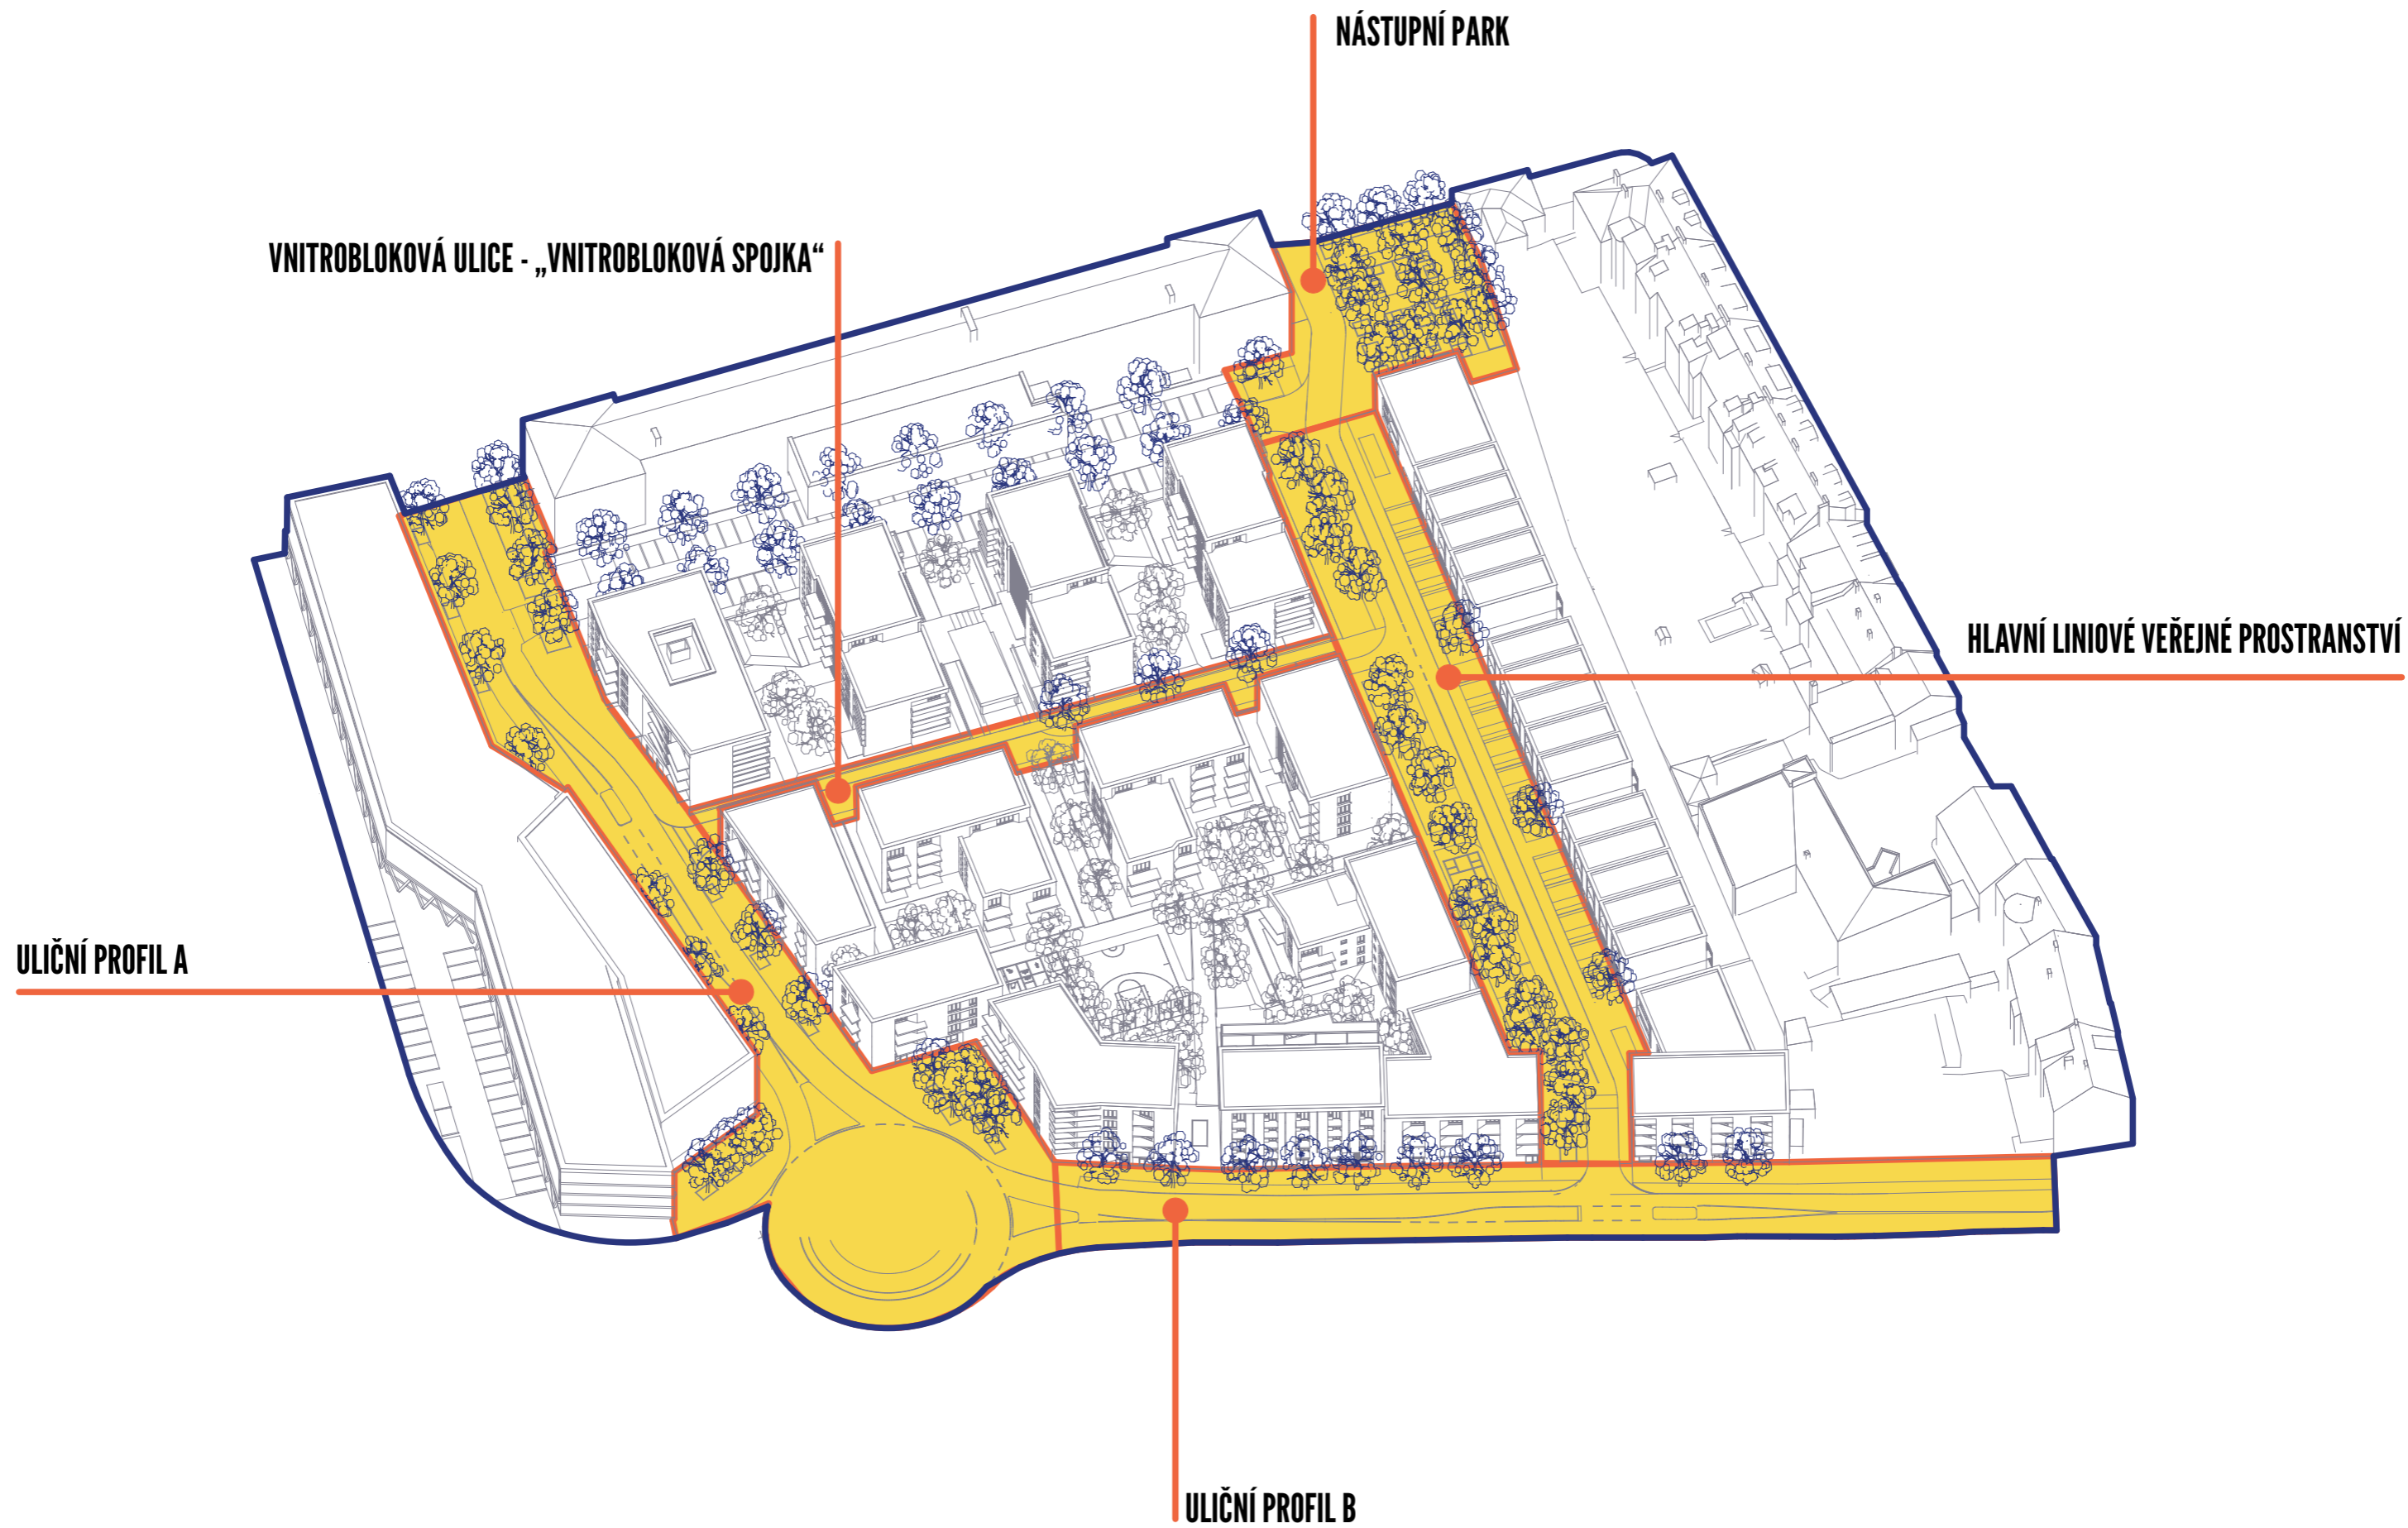 NÁSTUPNÍ PARK
VNITROBLOKOVÁ ULICE - „VNITROBLOKOVÁ SPOJKA“
HLAVNÍ LINIOVÉ VEŘEJNÉ PROSTRANSTVÍ
ULIČNÍ PROFIL A
ULIČNÍ PROFIL B